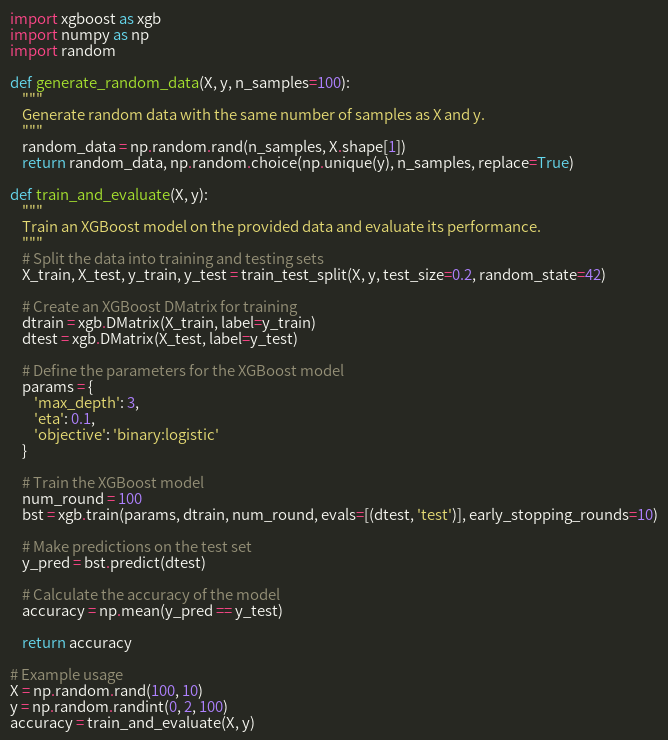 import xgboost as xgb
import numpy as np
import random

def generate_random_data(X, y, n_samples=100):
    """
    Generate random data with the same number of samples as X and y.
    """
    random_data = np.random.rand(n_samples, X.shape[1])
    return random_data, np.random.choice(np.unique(y), n_samples, replace=True)

def train_and_evaluate(X, y):
    """
    Train an XGBoost model on the provided data and evaluate its performance.
    """
    # Split the data into training and testing sets
    X_train, X_test, y_train, y_test = train_test_split(X, y, test_size=0.2, random_state=42)

    # Create an XGBoost DMatrix for training
    dtrain = xgb.DMatrix(X_train, label=y_train)
    dtest = xgb.DMatrix(X_test, label=y_test)

    # Define the parameters for the XGBoost model
    params = {
        'max_depth': 3,
        'eta': 0.1,
        'objective': 'binary:logistic'
    }

    # Train the XGBoost model
    num_round = 100
    bst = xgb.train(params, dtrain, num_round, evals=[(dtest, 'test')], early_stopping_rounds=10)

    # Make predictions on the test set
    y_pred = bst.predict(dtest)

    # Calculate the accuracy of the model
    accuracy = np.mean(y_pred == y_test)

    return accuracy

# Example usage
X = np.random.rand(100, 10)
y = np.random.randint(0, 2, 100)
accuracy = train_and_evaluate(X, y)